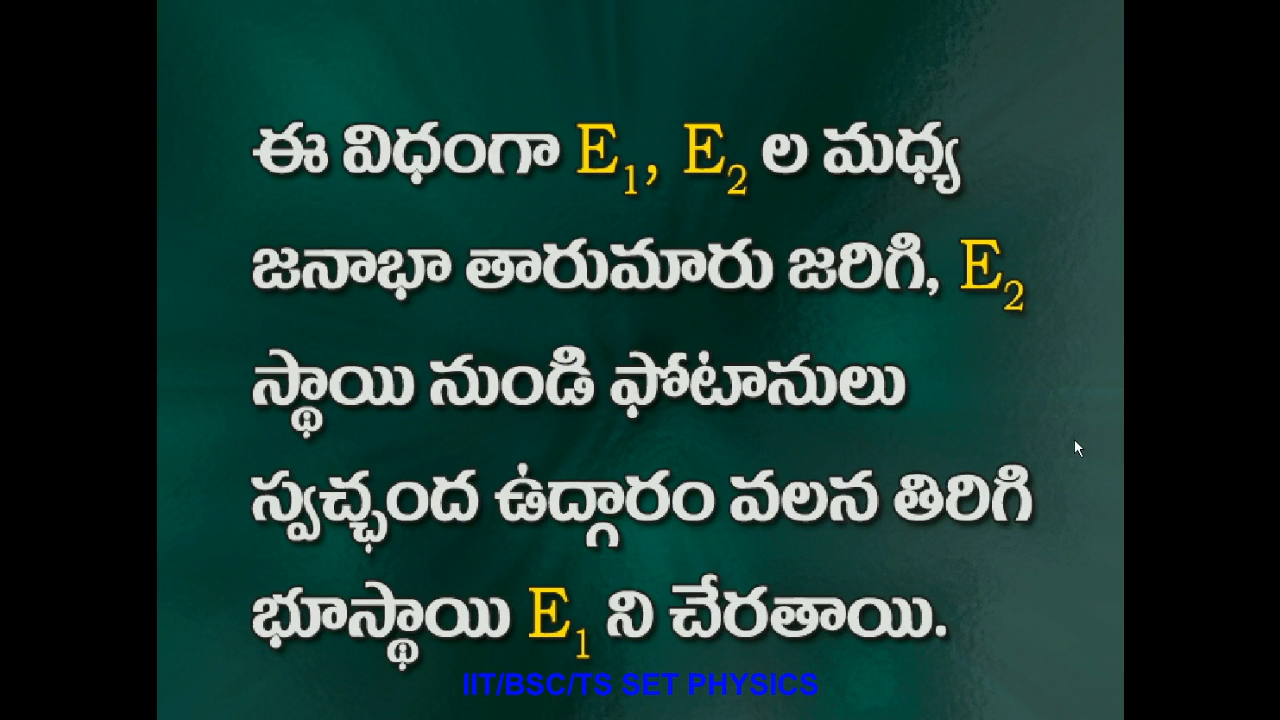 ఈ విధంగా E₁, E₂ ల మధ్య
జనాభా తారుమారు జరిగి, E₂
స్థాయి నుండి ఫోటానులు
స్వచ్ఛంద ఉద్గారం వలన తిరిగి
భూస్థాయి E₁ ని చేరతాయి.
IIT/BSC/TS SET PHYSICS